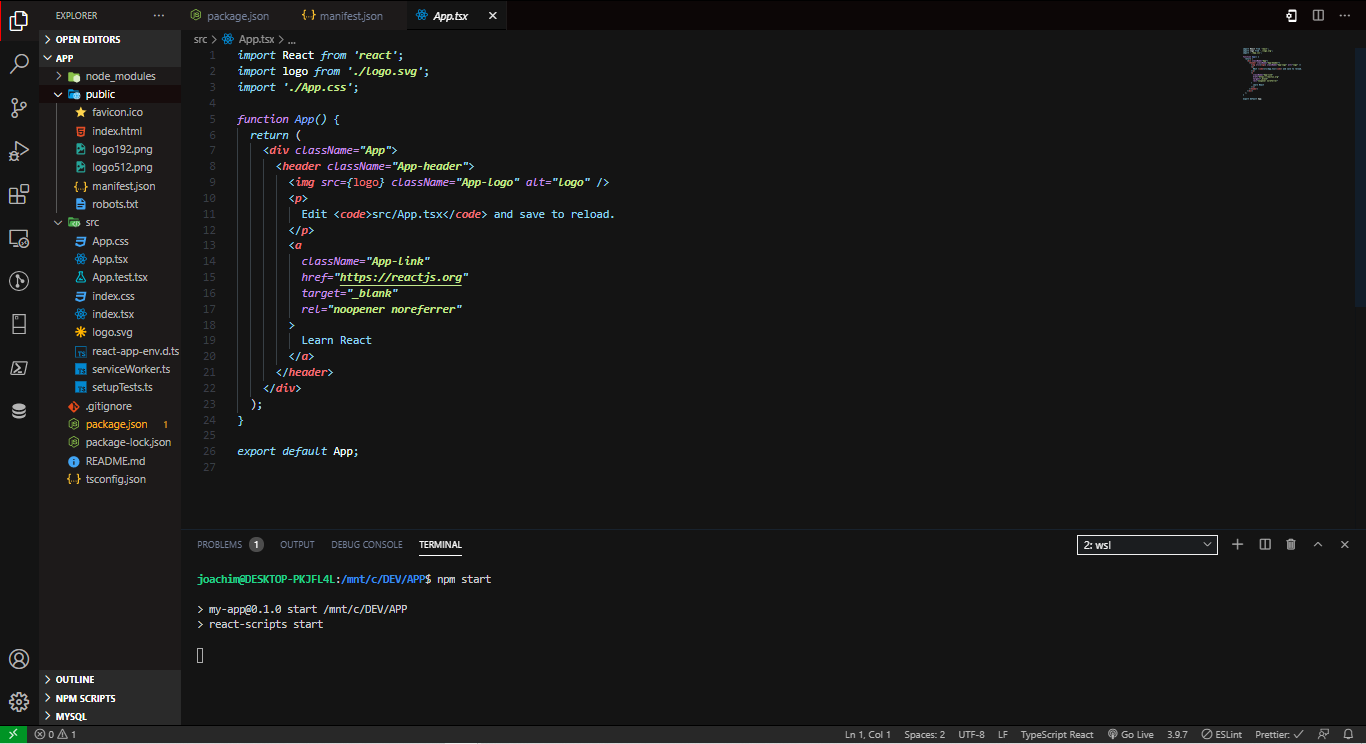 EXPLORER ···
package.json
manifest.json
App.tsx
OPEN EDITORS
APP
node_modules
public
favicon.ico
index.html
logo192.png
logo512.png
manifest.json
robots.txt
src
App.css
App.tsx
App.test.tsx
index.css
index.tsx
logo.svg
react-app-env.d.ts
serviceWorker.ts
setupTests.ts
.gitignore
package.json 1
package-lock.json
README.md
tsconfig.json
OUTLINE
NPM SCRIPTS
MYSQL
src > App.tsx > ...
1 import React from 'react';
2 import logo from './logo.svg';
3 import './App.css';
4
5 function App() {
6 return (
7 <div className="App">
8 <header className="App-header">
9 <img src={logo} className="App-logo" alt="logo" />
10 <p>
11 Edit <code>src/App.tsx</code> and save to reload.
12 </p>
13 <a
14 className="App-link"
15 href="https://reactjs.org"
16 target="_blank"
17 rel="noopener noreferrer"
18 >
19 Learn React
20 </a>
21 </header>
22 </div>
23 );
24 }
25
26 export default App;
27
PROBLEMS 1 OUTPUT DEBUG CONSOLE TERMINAL 2: wsl
joachim@DESKTOP-PKJFL4L:/mnt/c/DEV/APP$ npm start
> my-app@0.1.0 start /mnt/c/DEV/APP
> react-scripts start
0 1 Ln 1, Col 1 Spaces: 2 UTF-8 LF TypeScript React Go Live 3.9.7 ESLint Prettier: ✓